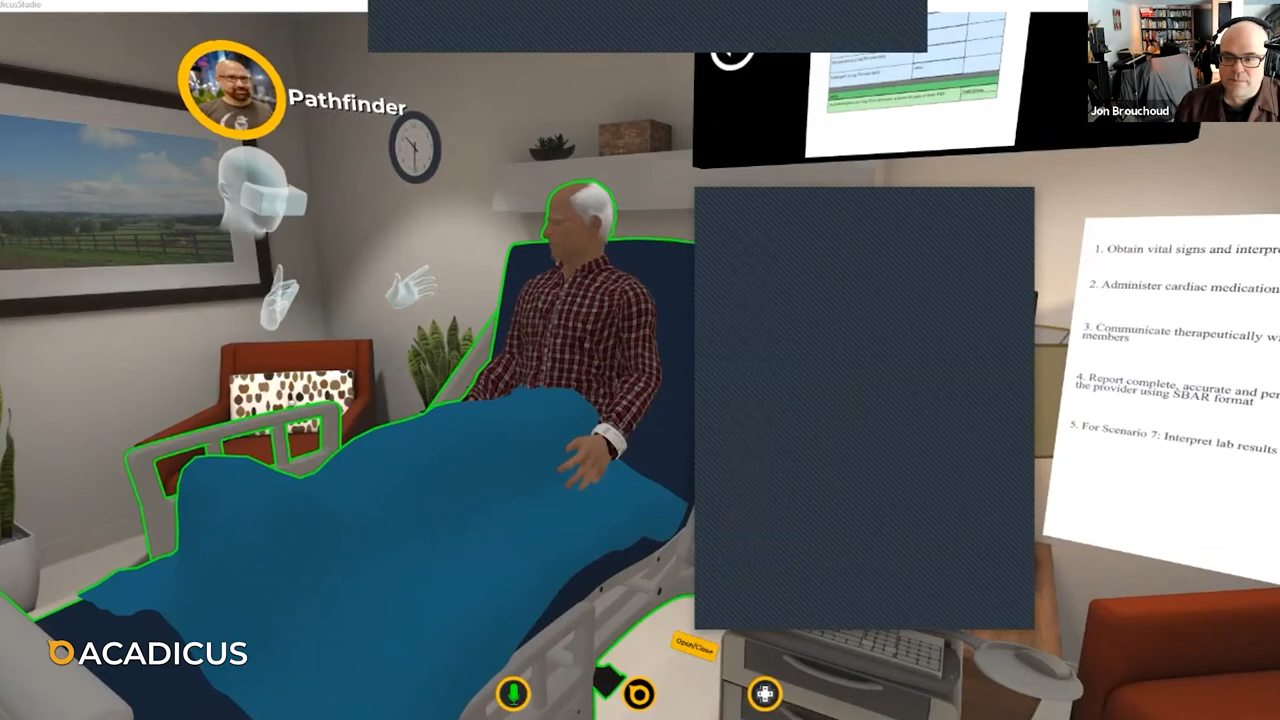 dicusStudio
Pathfinder
Jon Brouchoud
1. Obtain vital signs and interpre
2. Administer cardiac medication
3. Communicate therapeutically wi
members
4. Report complete, accurate and per
the provider using SBAR format
5. For Scenario 7: Interpret lab results
Open/Close
ACADICUS